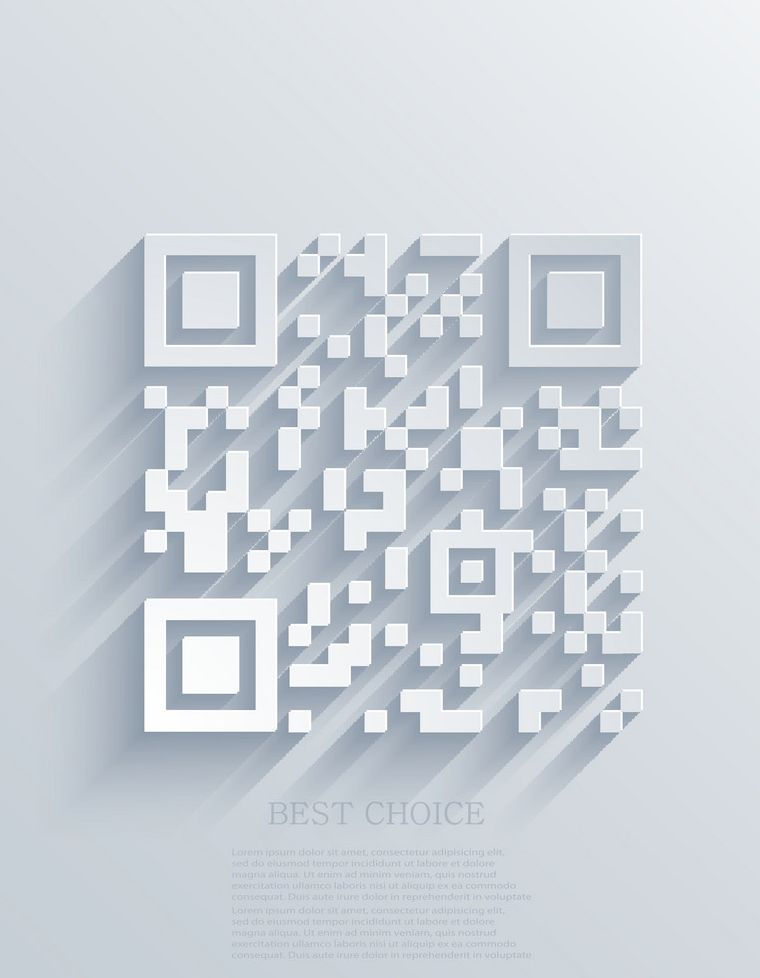 BEST CHOICE
Lorem ipsum dolor sit amet, consectetur adipisicing elit,
sed do eiusmod tempor incididunt ut labore et dolore
magna aliqua. Ut enim ad minim veniam, quis nostrud
exercitation ullamco laboris nisi ut aliquip ex ea commodo
consequat. Duis aute irure dolor in reprehenderit in voluptate
Lorem ipsum dolor sit amet, consectetur adipisicing elit,
sed do eiusmod tempor incididunt ut labore et dolore
magna aliqua. Ut enim ad minim veniam, quis nostrud
exercitation ullamco laboris nisi ut aliquip ex ea commodo
consequat. Duis aute irure dolor in reprehenderit in voluptate